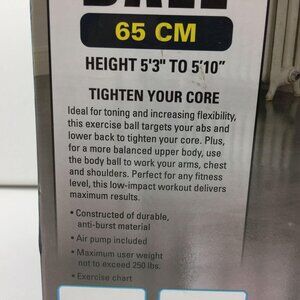 BALL
65 CM
HEIGHT 5'3" TO 5'10"
TIGHTEN YOUR CORE
Ideal for toning and increasing flexibility,
this exercise ball targets your abs and
lower back to tighten your core. Plus,
for a more balanced upper body, use
the body ball to work your arms, chest
and shoulders. Perfect for any fitness
level, this low-impact workout delivers
maximum results.
• Constructed of durable,
anti-burst material
• Air pump included
• Maximum user weight
not to exceed 250 lbs.
• Exercise chart